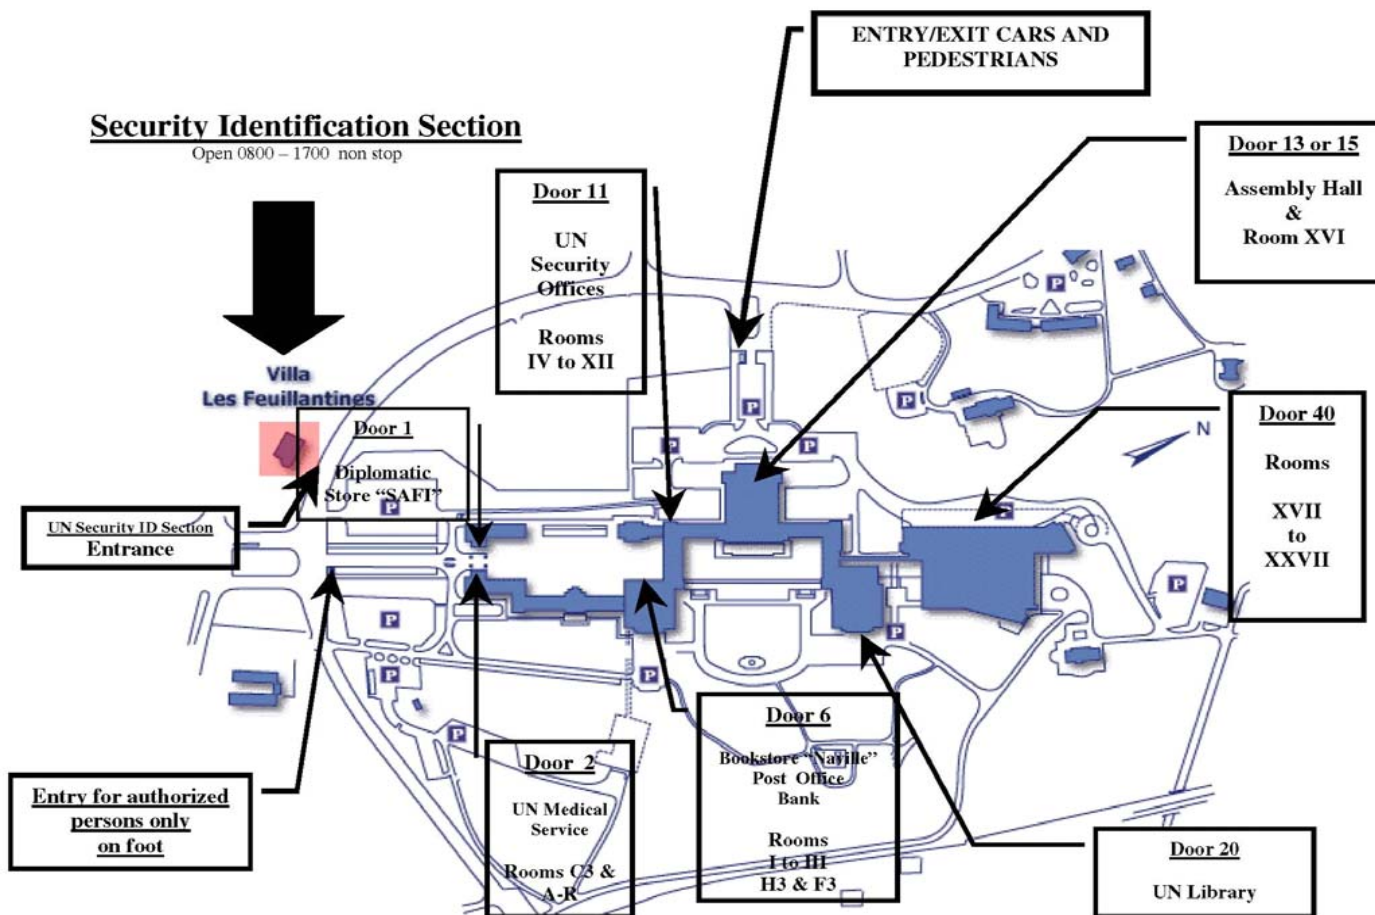 ENTRY/EXIT CARS AND
PEDESTRIANS
Security Identification Section
Open 0800 – 1700 non stop
Door 13 or 15
Assembly Hall
&
Room XVI
Door 11
UN
Security
Offices
Rooms
IV to XII
Villa
Les Feuillantines
Door 1
Diplomatic
Store “SAFI”
Door 40
Rooms
XVII
to
XXVII
N
UN Security ID Section
Entrance
P
P
P
P
P
P
P
P
P
P
P
P
P
Entry for authorized
persons only
on foot
Door 2
UN Medical
Service
Rooms C3 &
A-R
Door 6
Bookstore “Naville”
Post Office
Bank
Rooms
I to III
H3 & F3
Door 20
UN Library